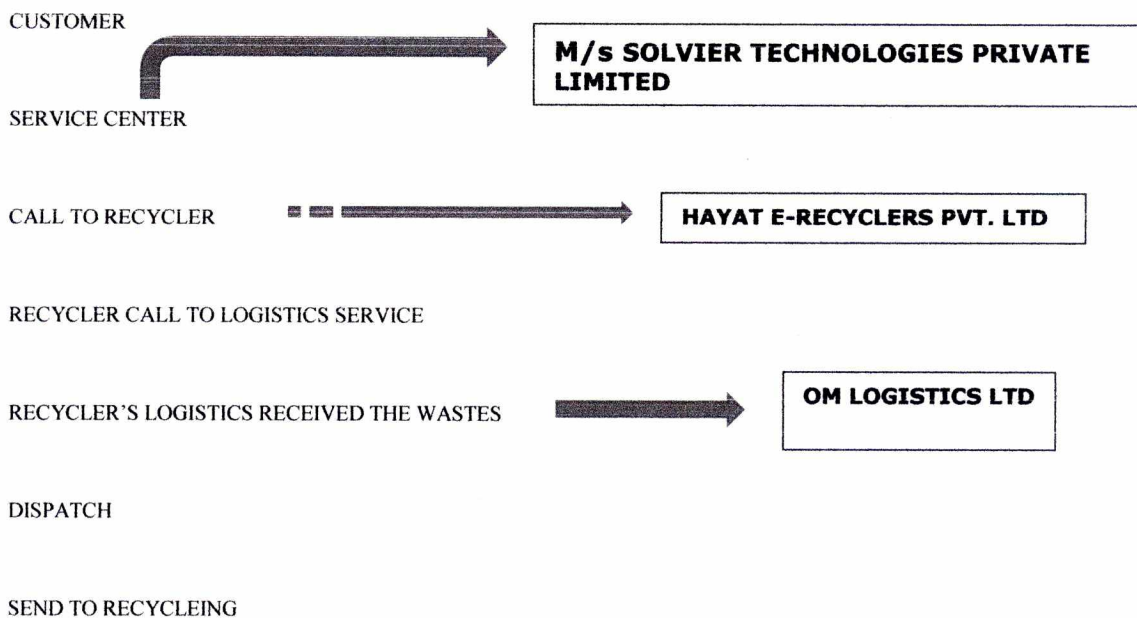 CUSTOMER
M/s SOLVIER TECHNOLOGIES PRIVATE
LIMITED
SERVICE CENTER
CALL TO RECYCLER
HAYAT E-RECYCLERS PVT. LTD
RECYCLER CALL TO LOGISTICS SERVICE
RECYCLER'S LOGISTICS RECEIVED THE WASTES
OM LOGISTICS LTD
DISPATCH
SEND TO RECYCLEING